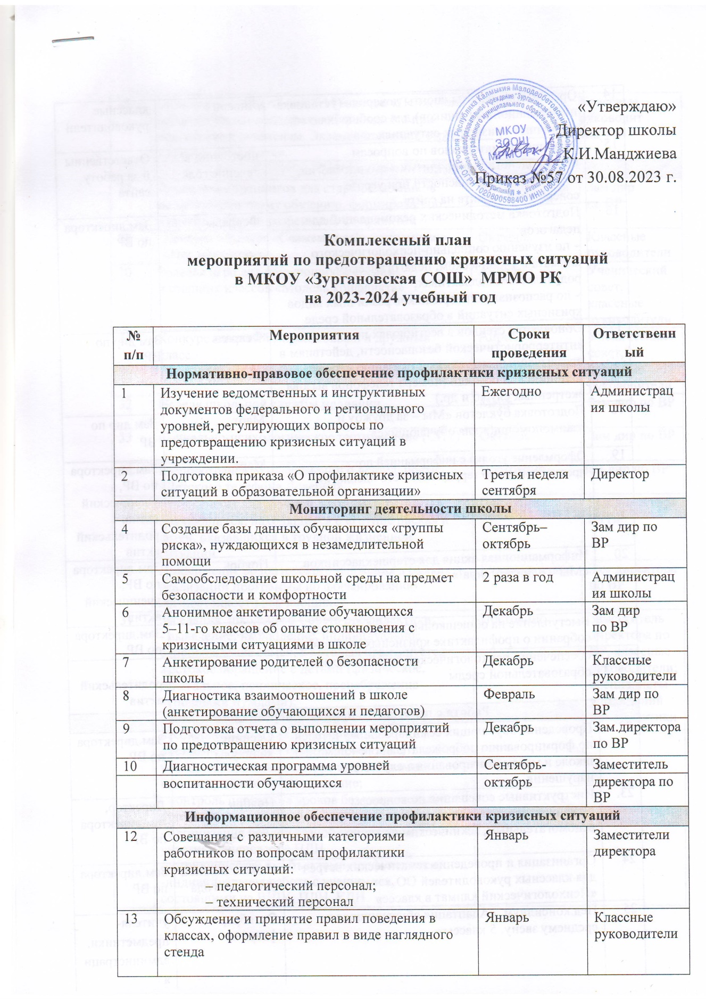 «Утверждаю»
Директор школы
К.И.Манджиева
Приказ №57 от 30.08.2023 г.
МКОУ
ЗООШ
МРМО РК
Комплексный план
мероприятий по предотвращению кризисных ситуаций
в МКОУ «Зургановская СОШ» МРМО РК
на 2023-2024 учебный год
№ п/п Мероприятия Сроки проведения Ответственный
Нормативно-правовое обеспечение профилактики кризисных ситуаций
1 Изучение ведомственных и инструктивных Ежегодно Администрац
документов федерального и регионального ия школы
уровней, регулирующих вопросы по
предотвращению кризисных ситуаций в
учреждении.
2 Подготовка приказа «О профилактике кризисных Третья неделя Директор
ситуаций в образовательной организации» сентября
Мониторинг деятельности школы
4 Создание базы данных обучающихся «группы Сентябрь– Зам дир по
риска», нуждающихся в незамедлительной октябрь ВР
помощи
5 Самообследование школьной среды на предмет 2 раза в год Администрац
безопасности и комфортности ия школы
6 Анонимное анкетирование обучающихся Декабрь Зам дир
5–11-го классов об опыте столкновения с по ВР
кризисными ситуациями в школе
7 Анкетирование родителей о безопасности Декабрь Классные
школы руководители
8 Диагностика взаимоотношений в школе Февраль Зам дир по
(анкетирование обучающихся и педагогов) ВР
9 Подготовка отчета о выполнении мероприятий Декабрь Зам.директора
по предотвращению кризисных ситуаций по ВР
10 Диагностическая программа уровней Сентябрь- Заместитель
воспитанности обучающихся октябрь директора по
ВР
Информационное обеспечение профилактики кризисных ситуаций
12 Совещания с различными категориями Январь Заместители
работников по вопросам профилактики директора
кризисных ситуаций:
– педагогический персонал;
– технический персонал
13 Обсуждение и принятие правил поведения в Январь Классные
классах, оформление правил в виде наглядного руководители
стенда